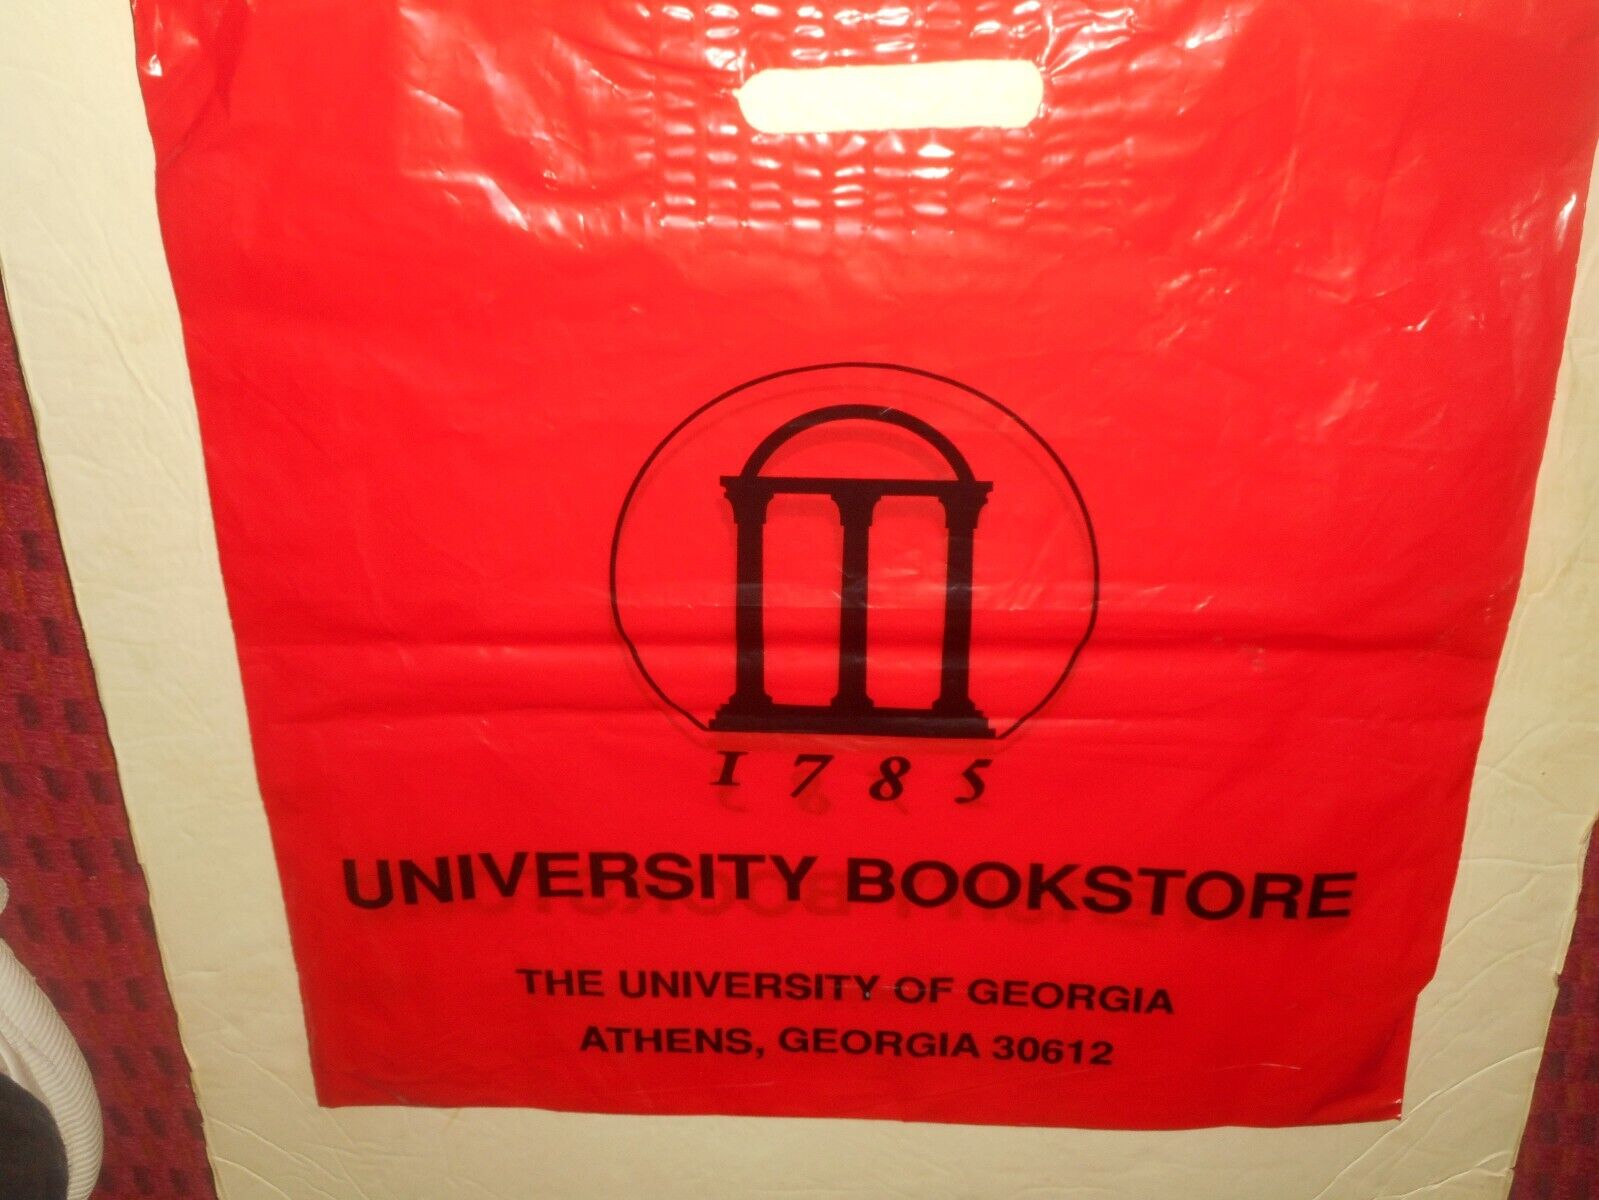 1785
UNIVERSITY BOOKSTORE
THE UNIVERSITY OF GEORGIA
ATHENS, GEORGIA 30612